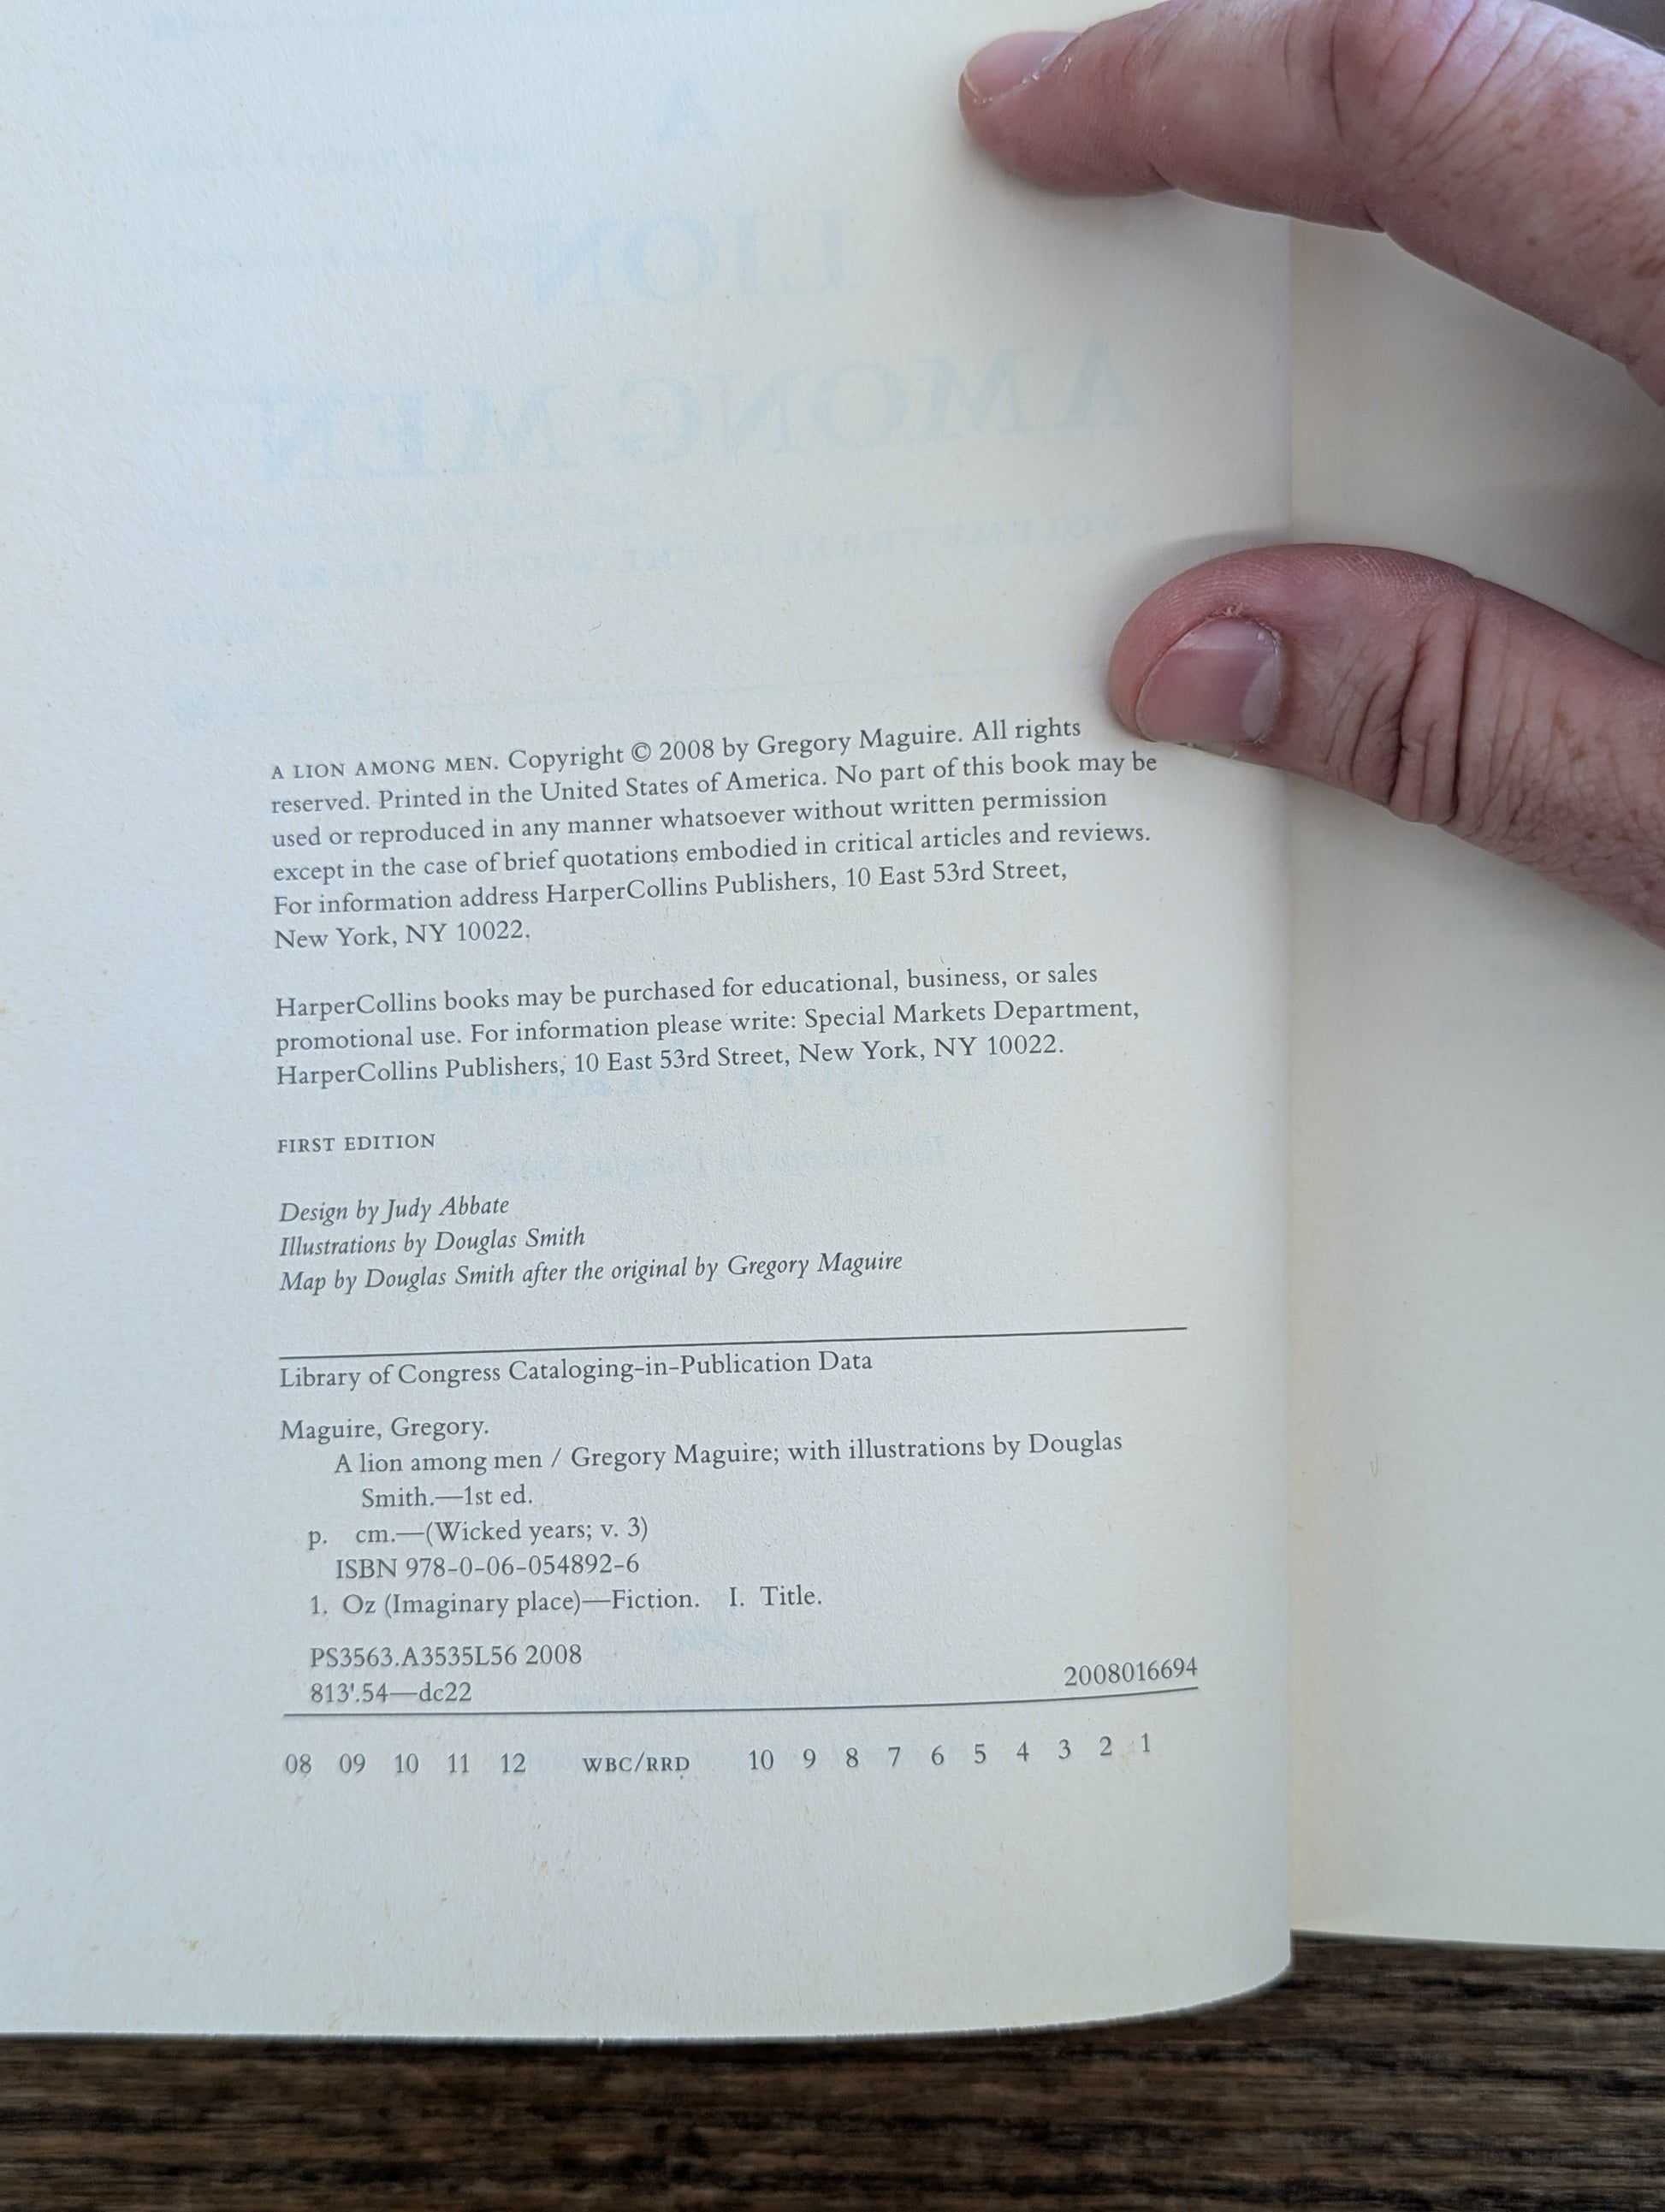 A LION AMONG MEN. Copyright © 2008 by Gregory Maguire. All rights
reserved. Printed in the United States of America. No part of this book may be
used or reproduced in any manner whatsoever without written permission
except in the case of brief quotations embodied in critical articles and reviews.
For information address HarperCollins Publishers, 10 East 53rd Street,
New York, NY 10022.
HarperCollins books may be purchased for educational, business, or sales
promotional use. For information please write: Special Markets Department,
HarperCollins Publishers, 10 East 53rd Street, New York, NY 10022.
FIRST EDITION
Design by Judy Abbate
Illustrations by Douglas Smith
Map by Douglas Smith after the original by Gregory Maguire
Library of Congress Cataloging-in-Publication Data
Maguire, Gregory.
A lion among men / Gregory Maguire; with illustrations by Douglas
Smith.—1st ed.
p. cm.—(Wicked years; v. 3)
ISBN 978-0-06-054892-6
1. Oz (Imaginary place)—Fiction. I. Title.
PS3563.A3535L56 2008
813'.54—dc22 2008016694
08 09 10 11 12 WBC/RRD 10 9 8 7 6 5 4 3 2 1